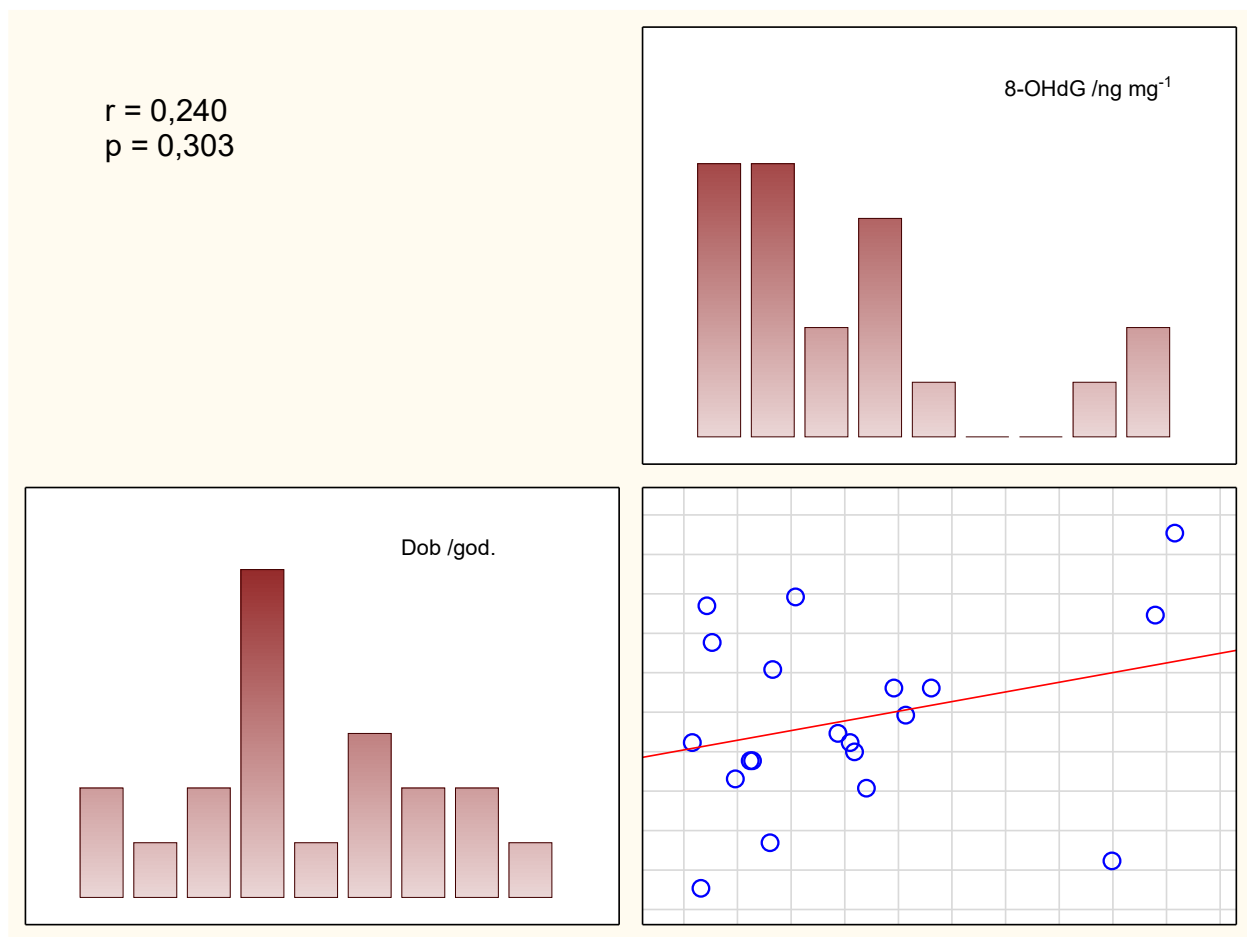 r = 0,240
p = 0,303
8-OHdG /ng mg⁻¹
Dob /god.